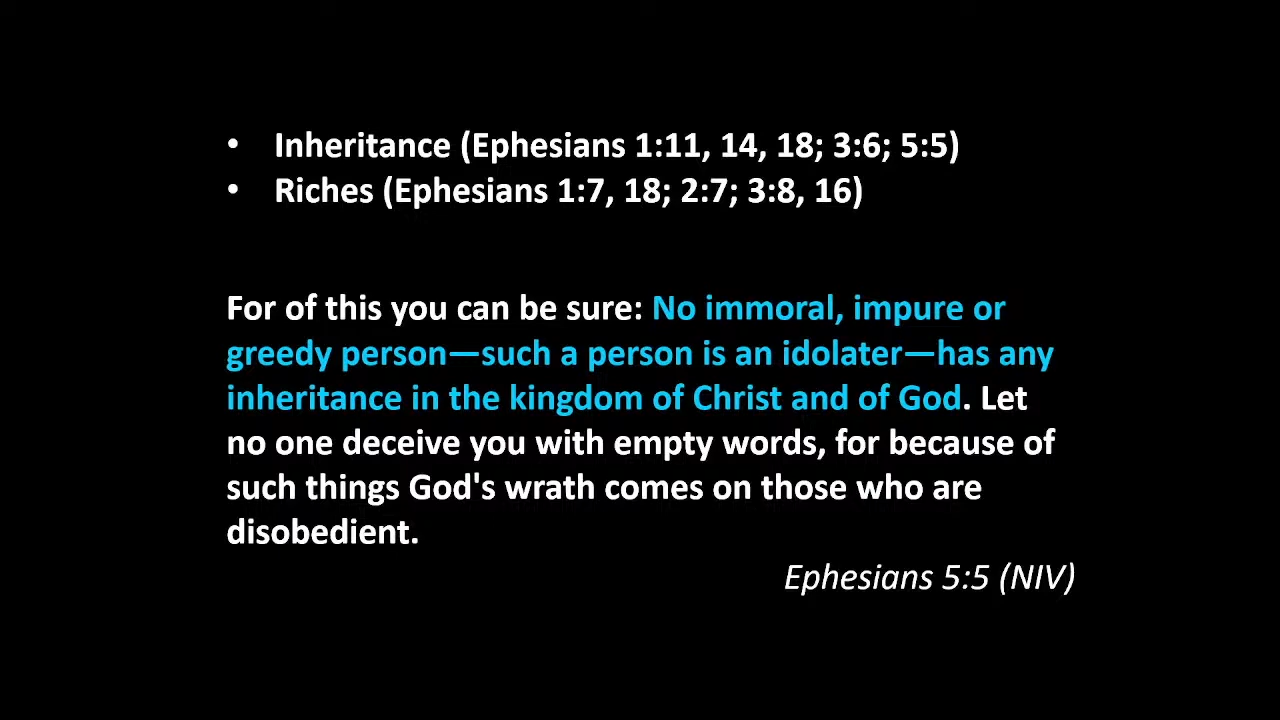 • Inheritance (Ephesians 1:11, 14, 18; 3:6; 5:5)
• Riches (Ephesians 1:7, 18; 2:7; 3:8, 16)
For of this you can be sure: No immoral, impure or
greedy person—such a person is an idolater—has any
inheritance in the kingdom of Christ and of God. Let
no one deceive you with empty words, for because of
such things God's wrath comes on those who are
disobedient.
Ephesians 5:5 (NIV)